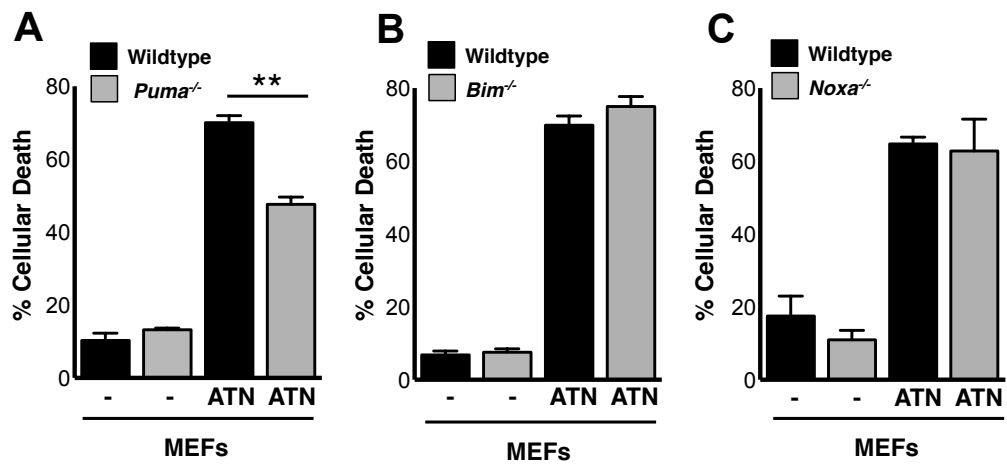 A
Wildtype
Puma-/-
**
% Cellular Death
80
60
40
20
0
- - ATN ATN
MEFs
B
Wildtype
Bim-/-
% Cellular Death
80
60
40
20
0
- - ATN ATN
MEFs
C
Wildtype
Noxa-/-
% Cellular Death
80
60
40
20
0
- - ATN ATN
MEFs